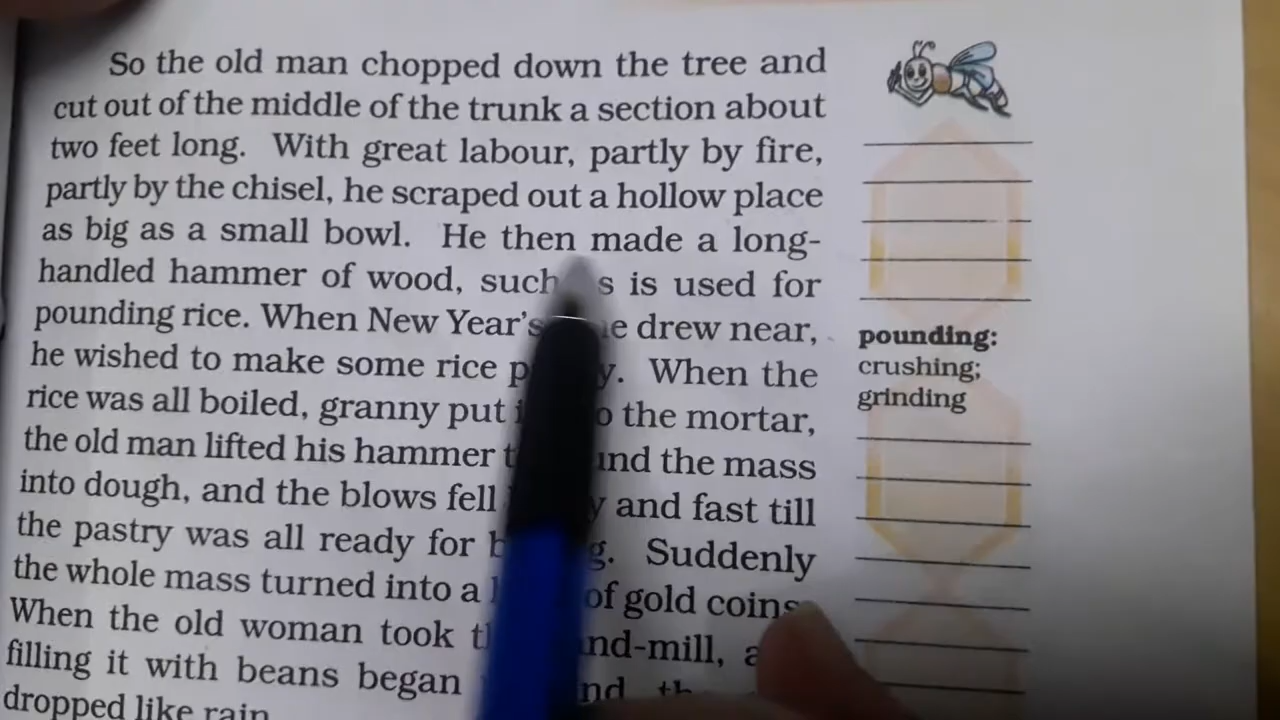 So the old man chopped down the tree and
cut out of the middle of the trunk a section about
two feet long. With great labour, partly by fire,
partly by the chisel, he scraped out a hollow place
as big as a small bowl. He then made a long-
handled hammer of wood, such is used for
pounding rice. When New Year's drew near,
he wished to make some rice When the
rice was all boiled, granny put the mortar,
the old man lifted his hammer the mass
into dough, and the blows fell and fast till
the pastry was all ready for Suddenly
the whole mass turned into a of gold coins
When the old woman took
filling it with beans began
dropped like rain
pounding:
crushing;
grinding